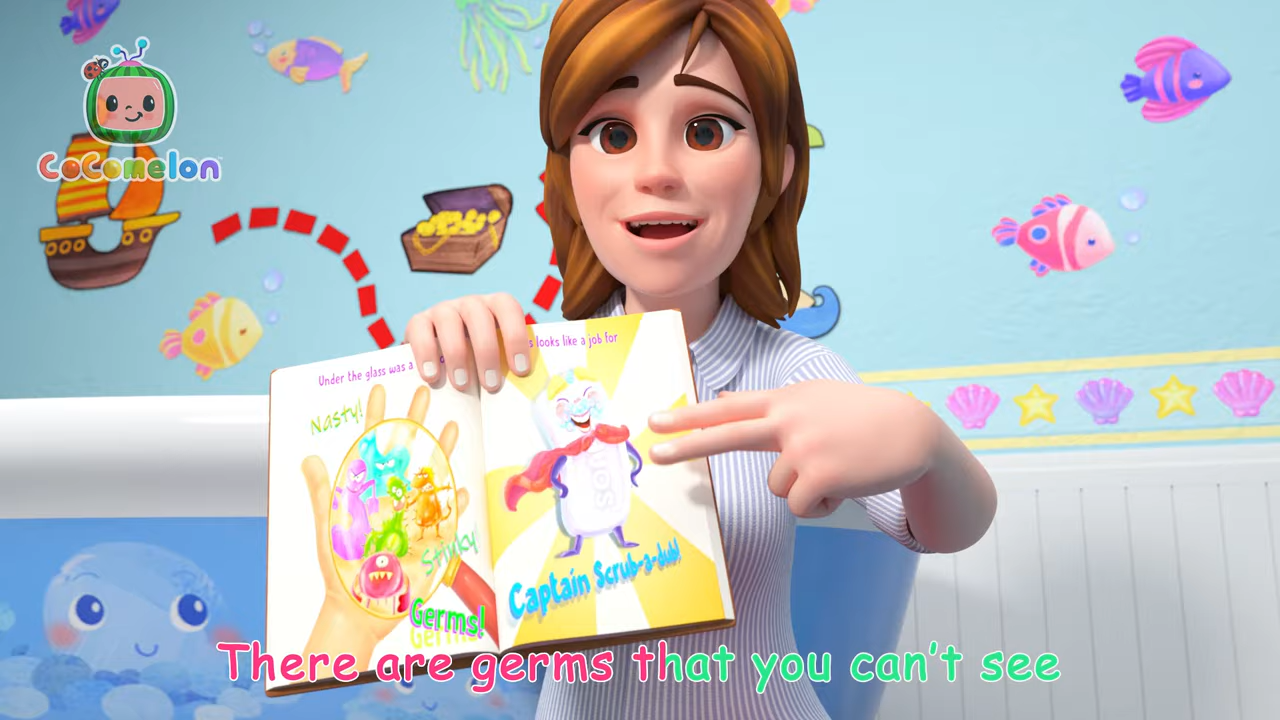 CoComelon
Under the glass was a
s looks like a job for
Nasty!
Stinky
Germs!
Captain Scrub-a-dub!
There are germs that you can't see